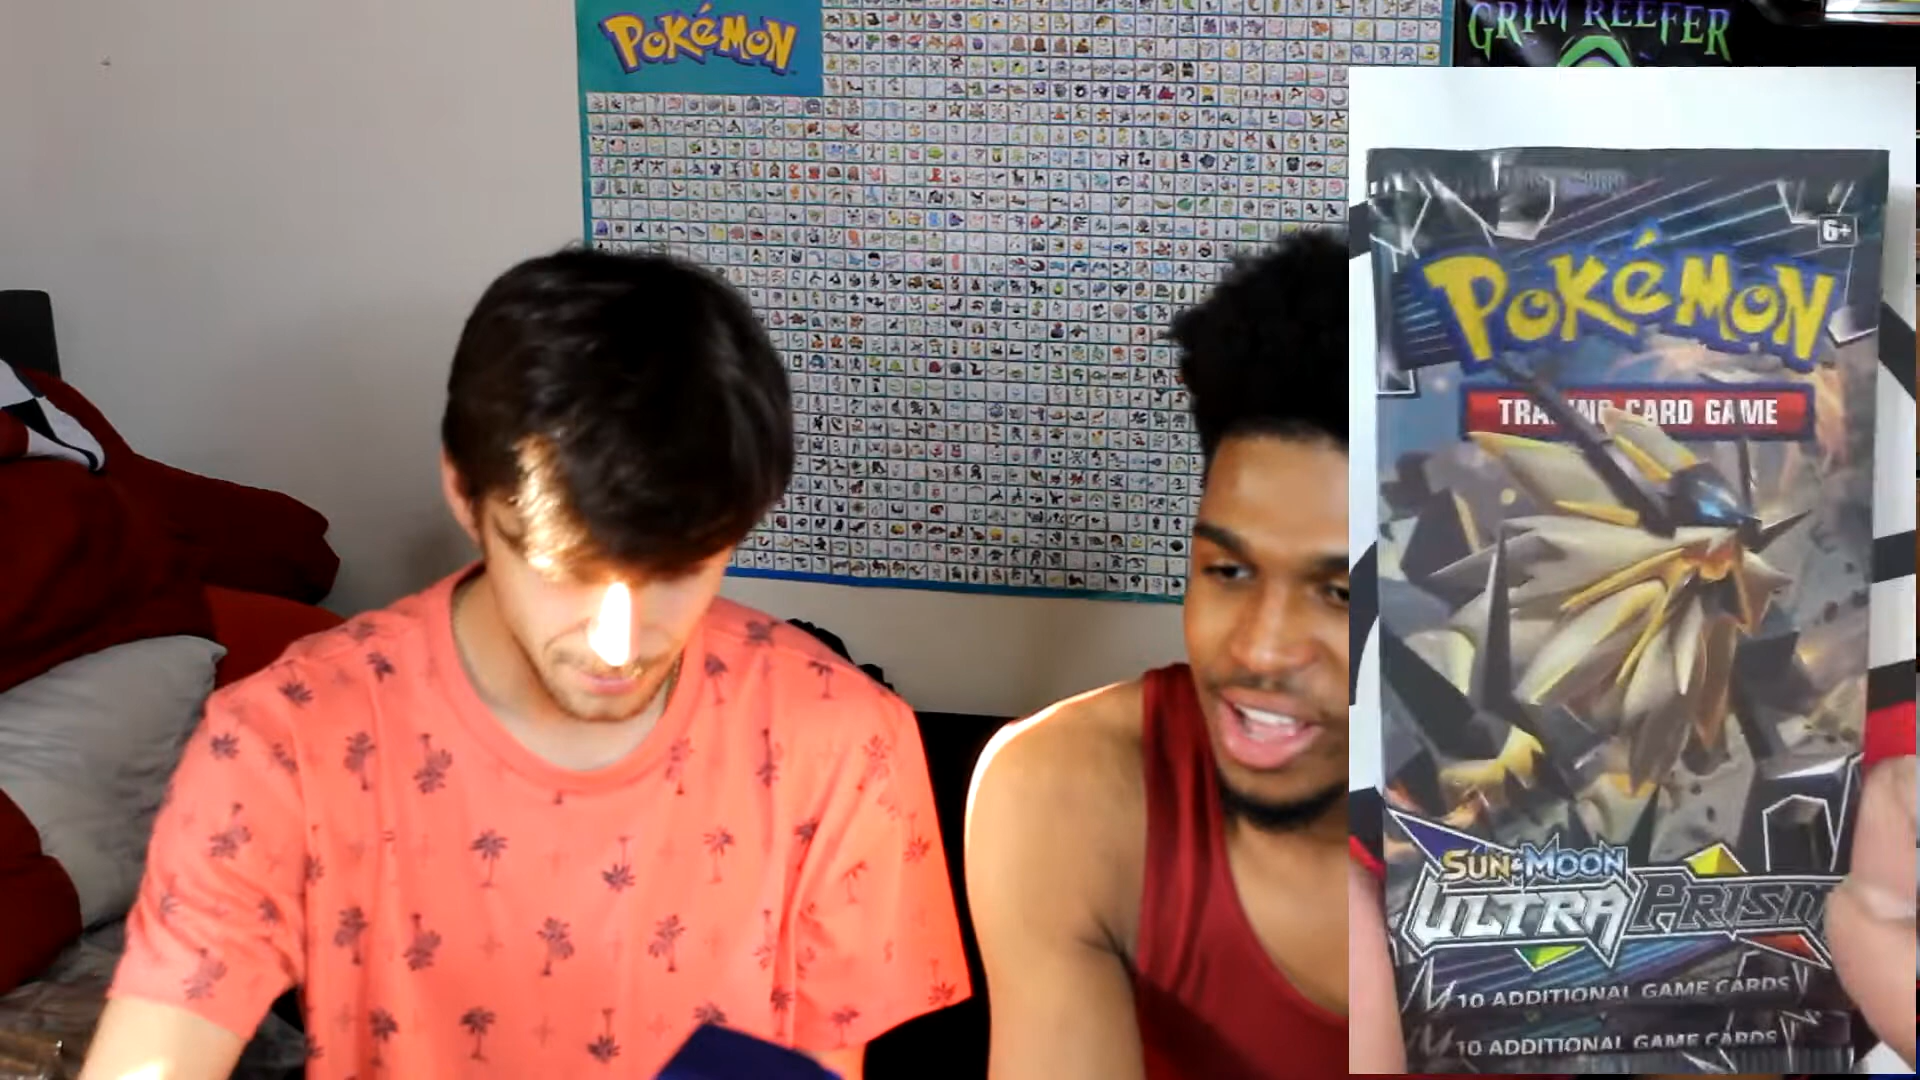 POKéMON
GRIM REEFER
6+
POKéMON
TRADING CARD GAME
SUN & MOON
ULTRA PRISM
10 ADDITIONAL GAME CARDS
10 ADDITIONAL GAME CARDS